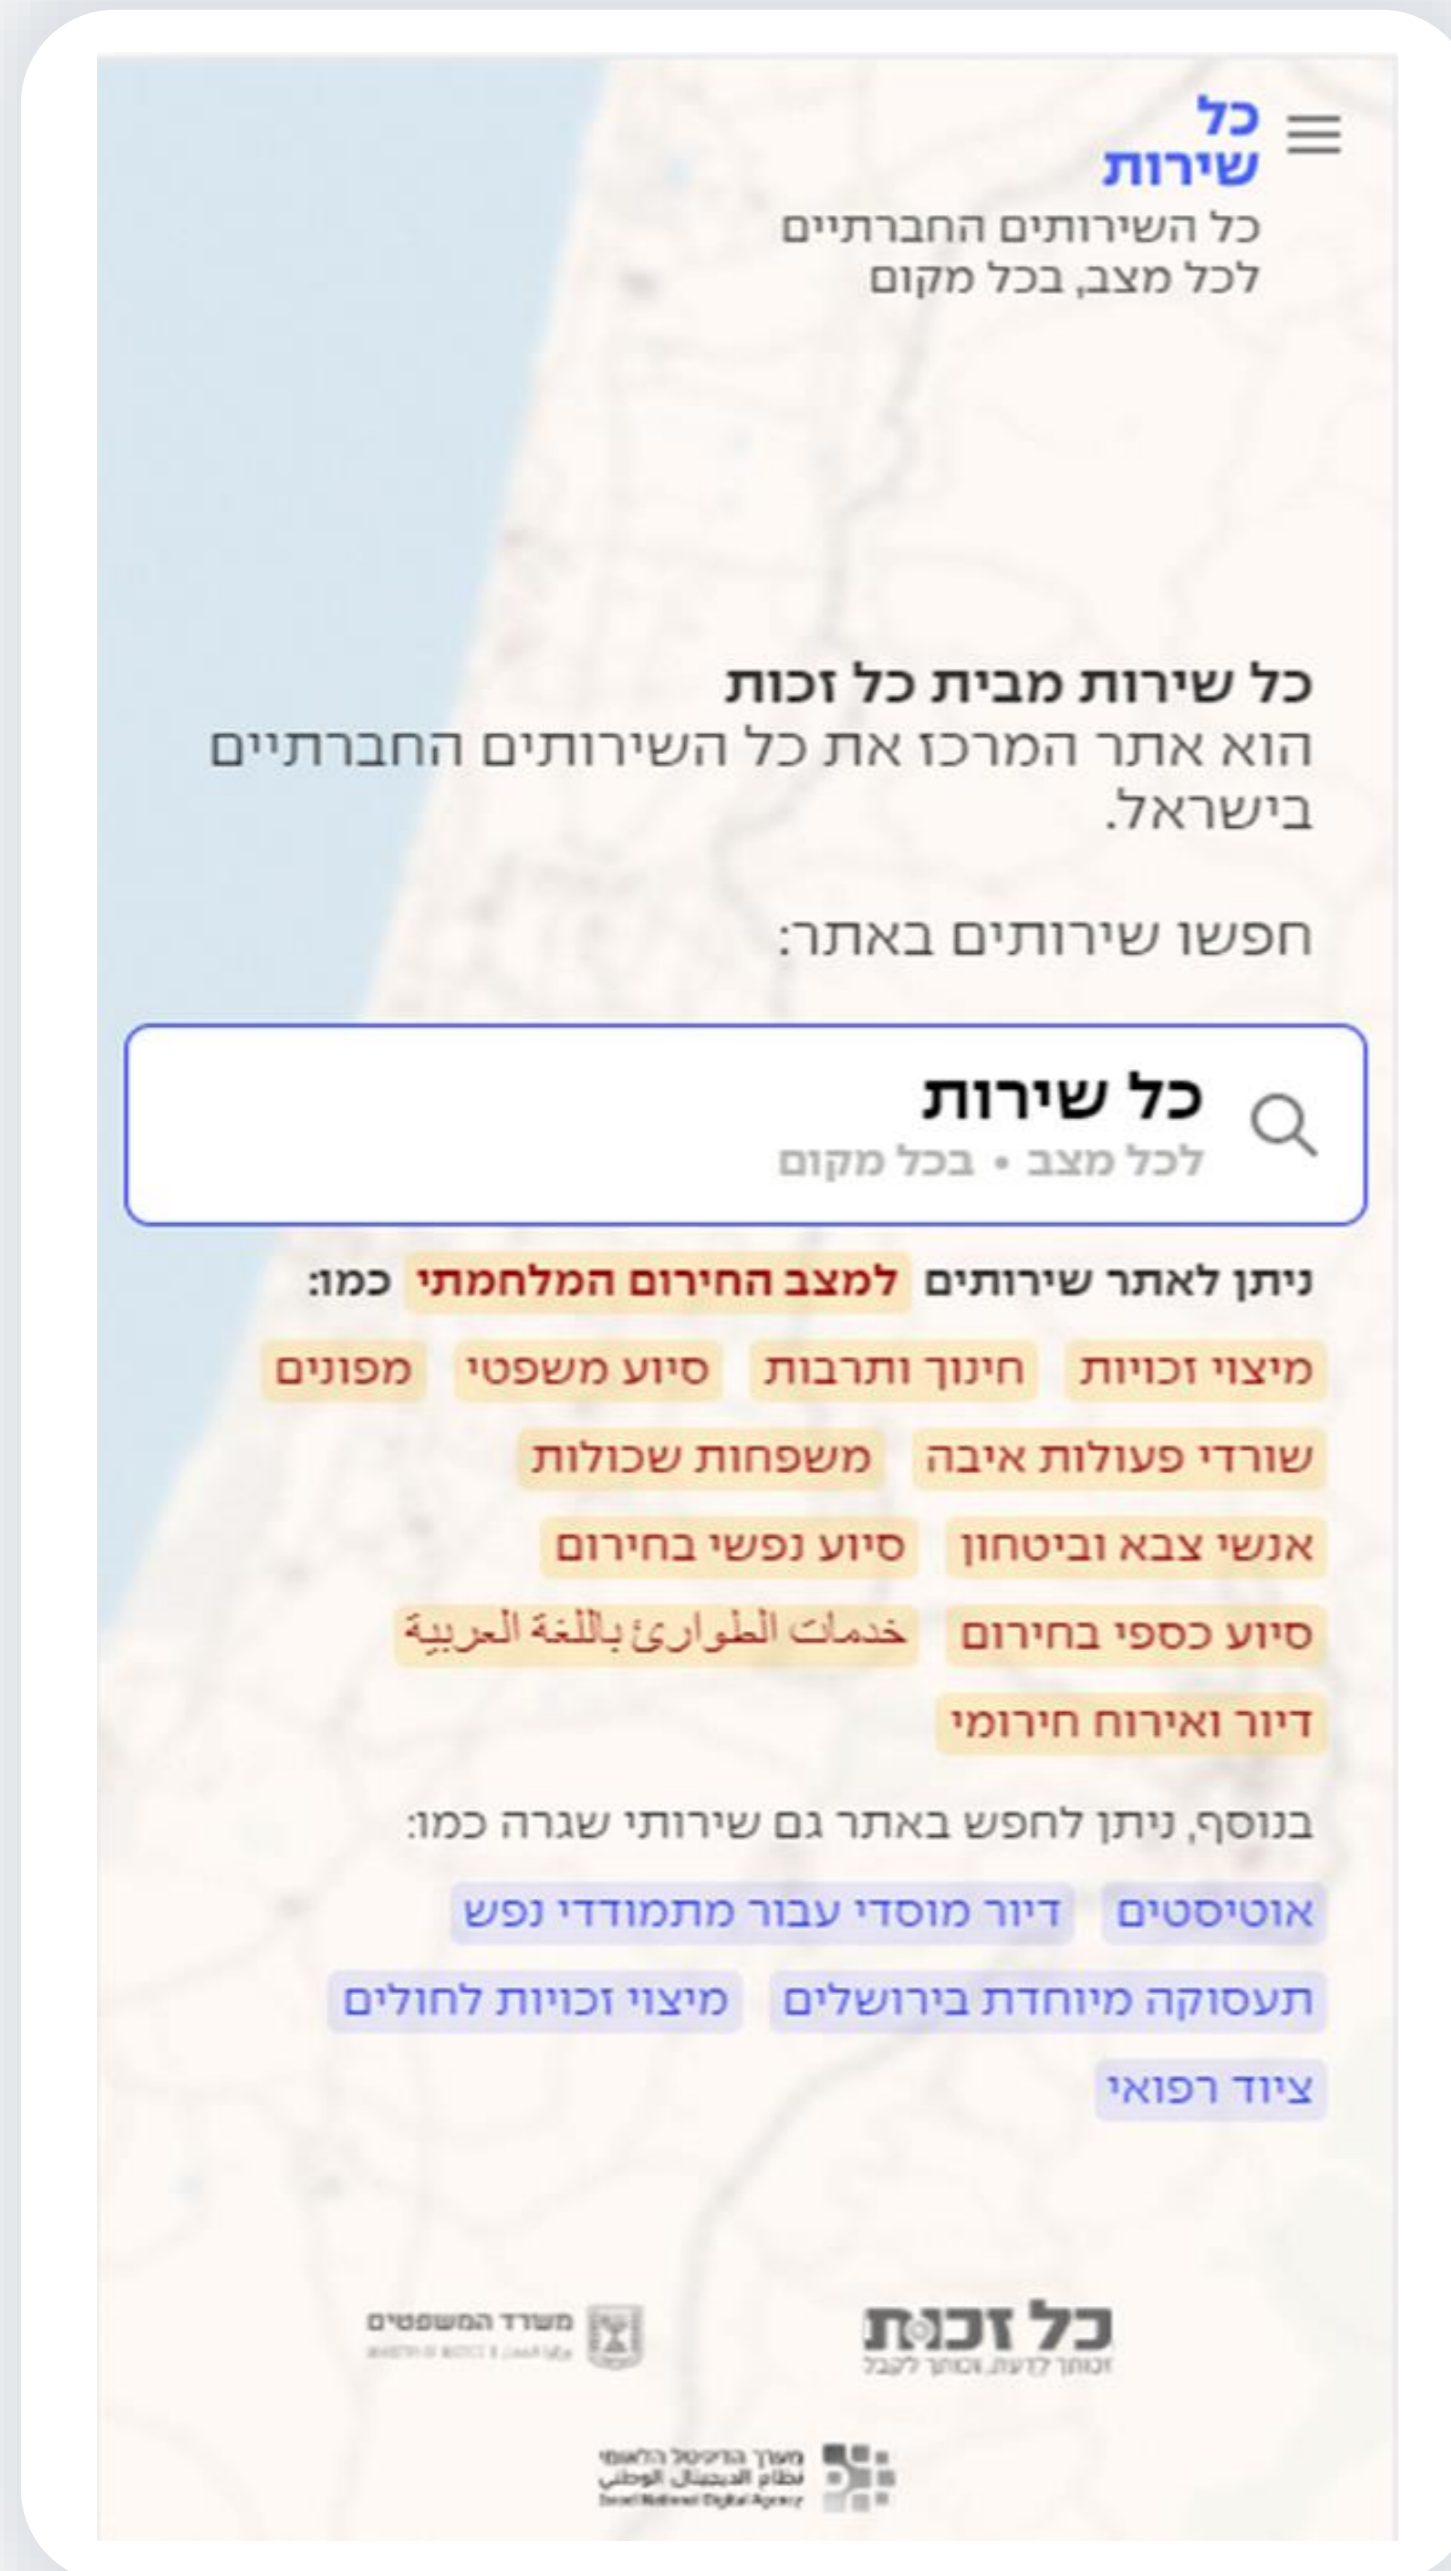 כל
שירות
כל השירותים החברתיים
לכל מצב, בכל מקום
כל שירות מבית כל זכות
הוא אתר המרכז את כל השירותים החברתיים
בישראל.
חפשו שירותים באתר:
כל שירות
לכל מצב • בכל מקום
ניתן לאתר שירותים למצב החירום המלחמתי כמו:
מיצוי זכויות חינוך ותרבות סיוע משפטי מפונים
שורדי פעולות איבה משפחות שכולות
אנשי צבא וביטחון סיוע נפשי בחירום
סיוע כספי בחירום خدمات الطوارئ باللغة العربية
דיור ואירוח חירומי
בנוסף, ניתן לחפש באתר גם שירותי שגרה כמו:
אוטיסטים דיור מוסדי עבור מתמודדי נפש
תעסוקה מיוחדת בירושלים מיצוי זכויות לחולים
ציוד רפואי
כל זכות
זכותך לדעת, זכותך לקבל
משרד המשפטים
מערך הדיגיטל הלאומי
نظام الديجيتال الوطني
Israel National Digital Agency